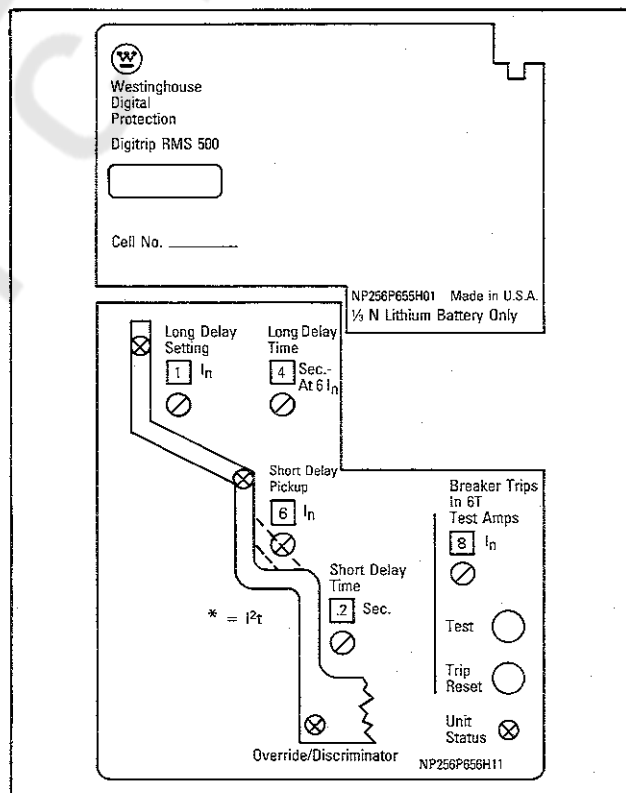 W
Westinghouse
Digital
Protection
Digitrip RMS 500
Cell No.
NP256P655H01 Made in U.S.A.
⅓ N Lithium Battery Only
Long Delay
Setting
1 In
Long Delay
Time
4 Sec.-
At 6 In
Short Delay
Pickup
6 In
Breaker Trips
In 6T
Test Amps
8 In
Short Delay
Time
.2 Sec.
* = I²t
Test
Trip
Reset
Unit
Status
Override/Discriminator
NP256P656H11